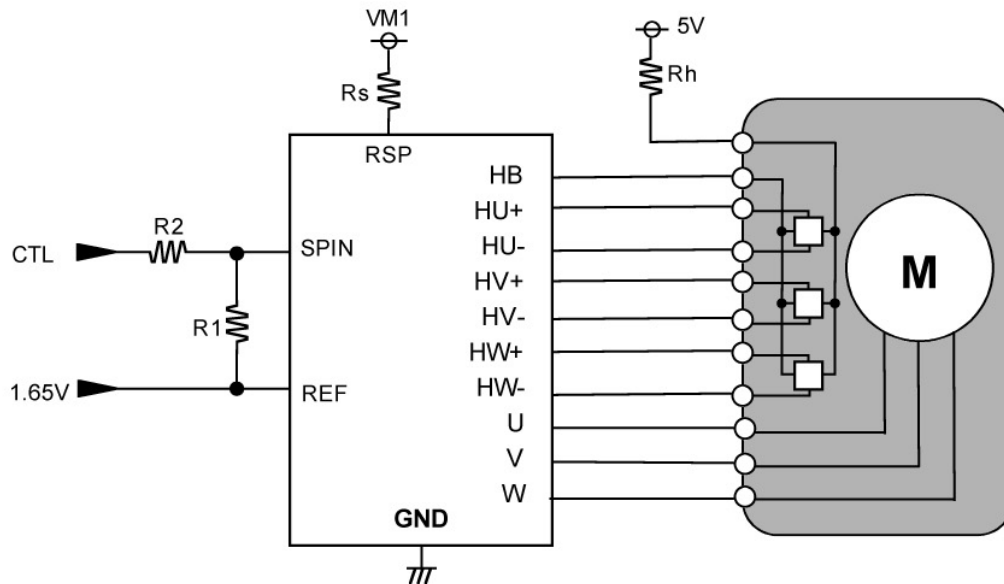 VM1
5V
Rs
Rh
RSP
HB
HU+
R2
CTL
SPIN
HU-
HV+
R1
HV-
M
HW+
1.65V
REF
HW-
U
V
W
GND